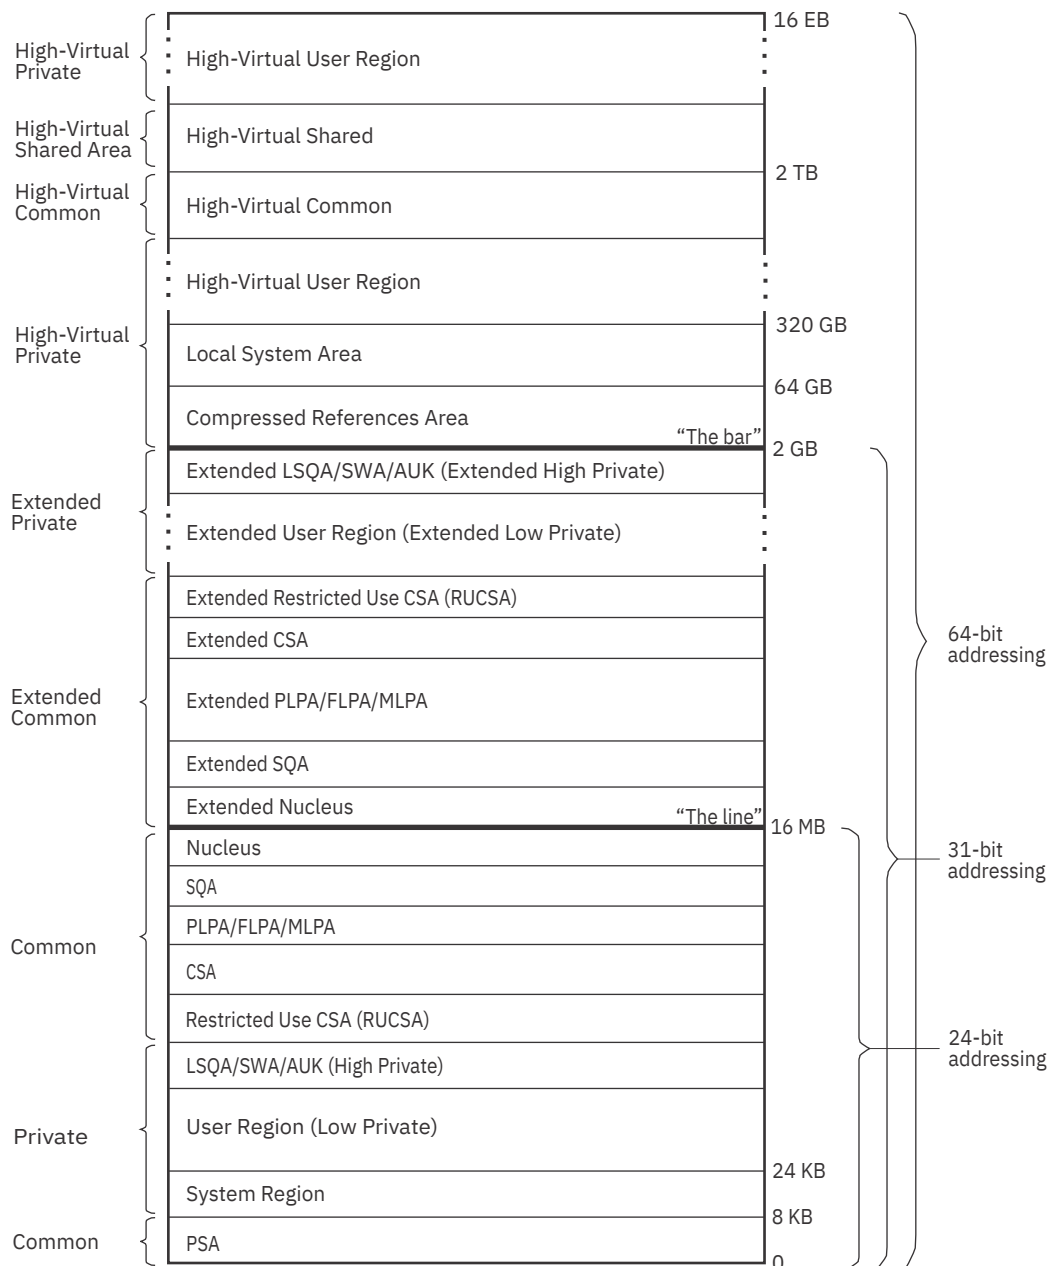 16 EB
High-Virtual
Private
High-Virtual User Region
High-Virtual
Shared Area
High-Virtual Shared
2 TB
High-Virtual
Common
High-Virtual Common
High-Virtual User Region
320 GB
High-Virtual
Private
Local System Area
64 GB
Compressed References Area
“The bar”
2 GB
Extended LSQA/SWA/AUK (Extended High Private)
Extended
Private
Extended User Region (Extended Low Private)
Extended Restricted Use CSA (RUCSA)
Extended CSA
64-bit
addressing
Extended
Common
Extended PLPA/FLPA/MLPA
Extended SQA
Extended Nucleus
“The line”
16 MB
Nucleus
31-bit
addressing
SQA
PLPA/FLPA/MLPA
Common
CSA
Restricted Use CSA (RUCSA)
24-bit
addressing
LSQA/SWA/AUK (High Private)
Private
User Region (Low Private)
24 KB
System Region
8 KB
Common
PSA
0